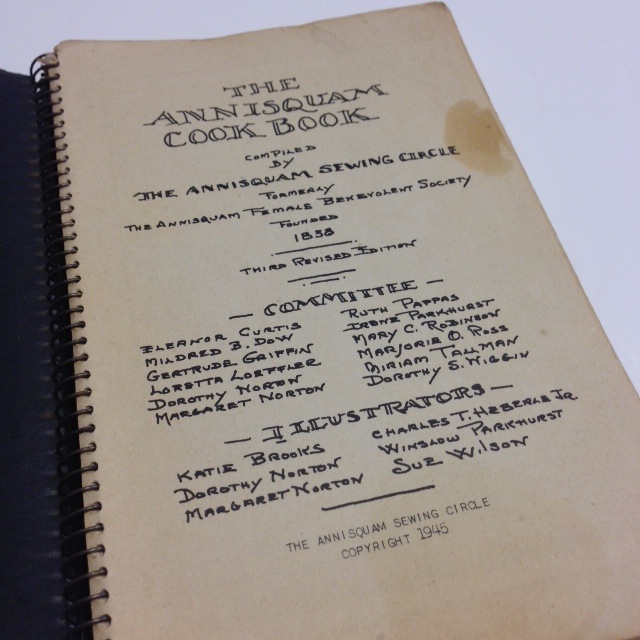 THE
ANNISQUAM
COOK BOOK
COMPILED
BY
THE ANNISQUAM SEWING CIRCLE
FORMERLY
THE ANNISQUAM FEMALE BENEVOLENT SOCIETY
FOUNDED
1838
THIRD REVISED EDITION
— COMMITTEE —
ELEANOR CURTIS
MILDRED B. DOW
GERTRUDE GRIFFIN
LORETTA LOEFFLER
DOROTHY NORTON
MARGARET NORTON
RUTH PAPPAS
IRENE PARKHURST
MARY C. ROBINSON
MARJORIE O. ROSS
MIRIAM TALLMAN
DOROTHY S. WIGGIN
— ILLUSTRATORS —
KATIE BROOKS
DOROTHY NORTON
MARGARET NORTON
CHARLES T. HEBERLE JR.
WINSLOW PARKHURST
SUE WILSON
THE ANNISQUAM SEWING CIRCLE
COPYRIGHT 1945